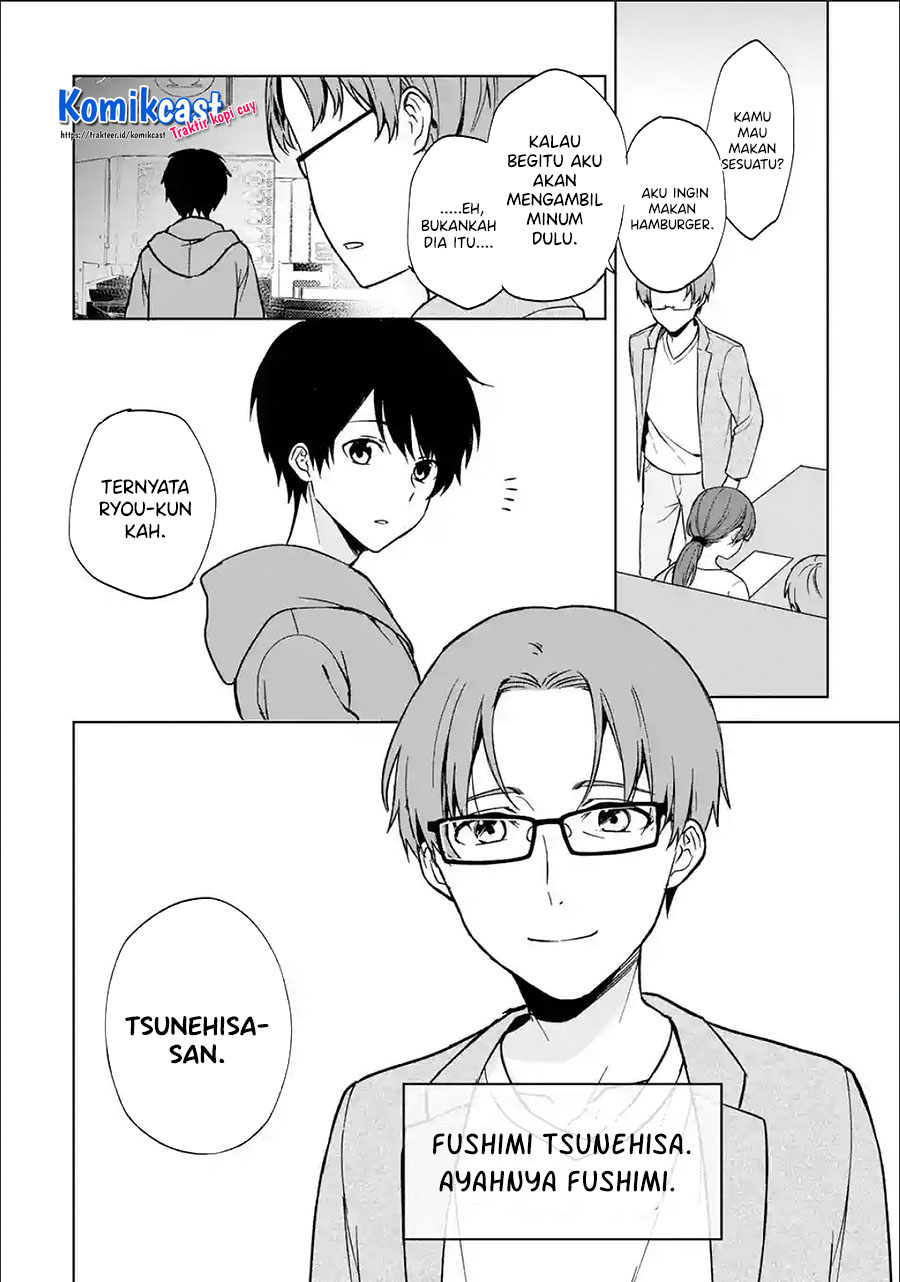 KAMU
MAU
MAKAN
SESUATU?
AKU INGIN
MAKAN
HAMBURGER.
KALAU
BEGITU AKU
AKAN
MENGAMBIL
MINUM
DULU.
.....EH,
BUKANKAH
DIA ITU....
Komikcast
https://trakteer.id/komikcast
Traktir kopi cuy
TERNYATA
RYOU-KUN
KAH.
TSUNEHISA-
SAN.
FUSHIMI TSUNEHISA.
AYAHNYA FUSHIMI.